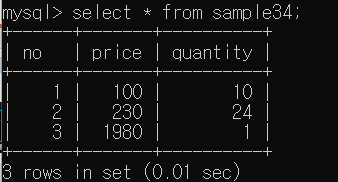 mysql> select * from sample34;
+------+-------+----------+
| no   | price | quantity |
+------+-------+----------+
|    1 |   100 |       10 |
|    2 |   230 |       24 |
|    3 |  1980 |        1 |
+------+-------+----------+
3 rows in set (0.01 sec)